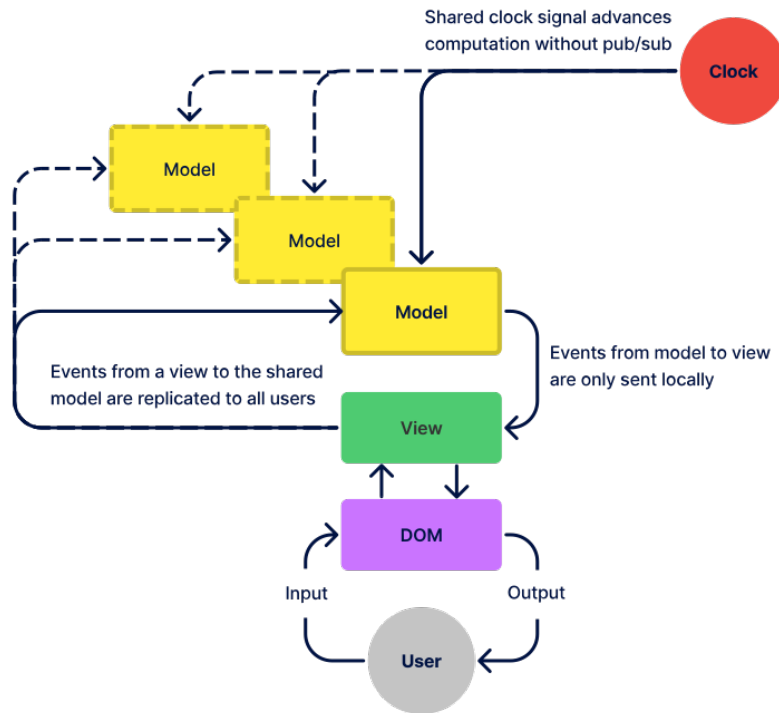 Shared clock signal advances
computation without pub/sub
Clock
Model
Model
Model
Events from a view to the shared
model are replicated to all users
Events from model to view
are only sent locally
View
DOM
Input
Output
User